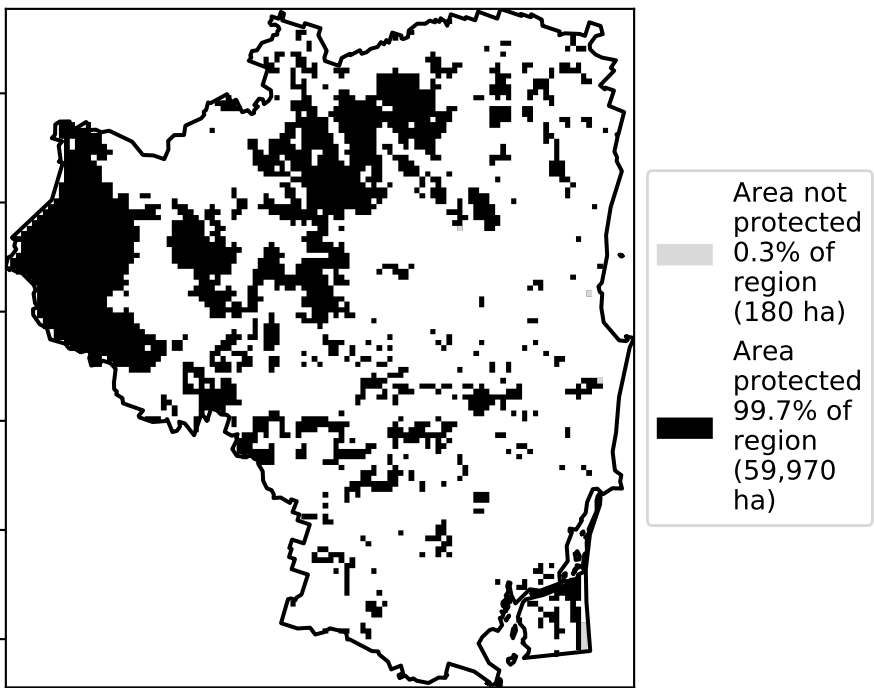 Area not
protected
0.3% of
region
(180 ha)
Area
protected
99.7% of
region
(59,970
ha)